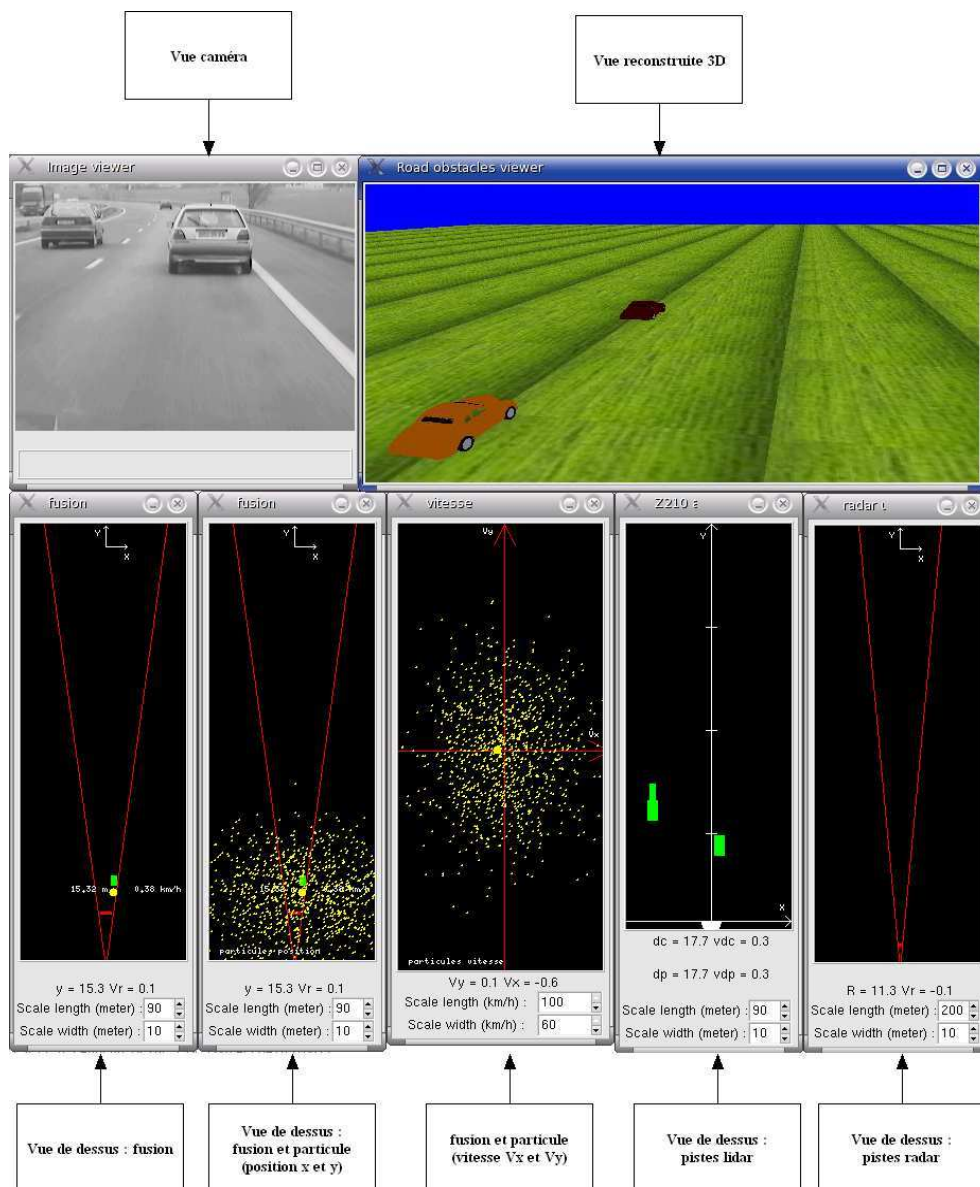 Vue caméra
Vue reconstruite 3D
Image viewer
Road obstacles viewer
fusion
fusion
vitesse
Z210 a
radar u
Y
X
Y
X
Vy
Vx
Y
X
Y
X
15.32 m
0.38 km/h
particules position
particules vitesse
y = 15.3 Vr = 0.1
Scale length (meter) : 90
Scale width (meter) : 10
y = 15.3 Vr = 0.1
Scale length (meter) : 90
Scale width (meter) : 10
Vy = 0.1 Vx = -0.6
Scale length (km/h) : 100
Scale width (km/h) : 60
dc = 17.7 vdc = 0.3
dp = 17.7 vdp = 0.3
Scale length (meter) : 90
Scale width (meter) : 10
R = 11.3 Vr = -0.1
Scale length (meter) : 200
Scale width (meter) : 10
Vue de dessus : fusion
Vue de dessus :
fusion et particule
(position x et y)
fusion et particule
(vitesse Vx et Vy)
Vue de dessus :
pistes lidar
Vue de dessus :
pistes radar